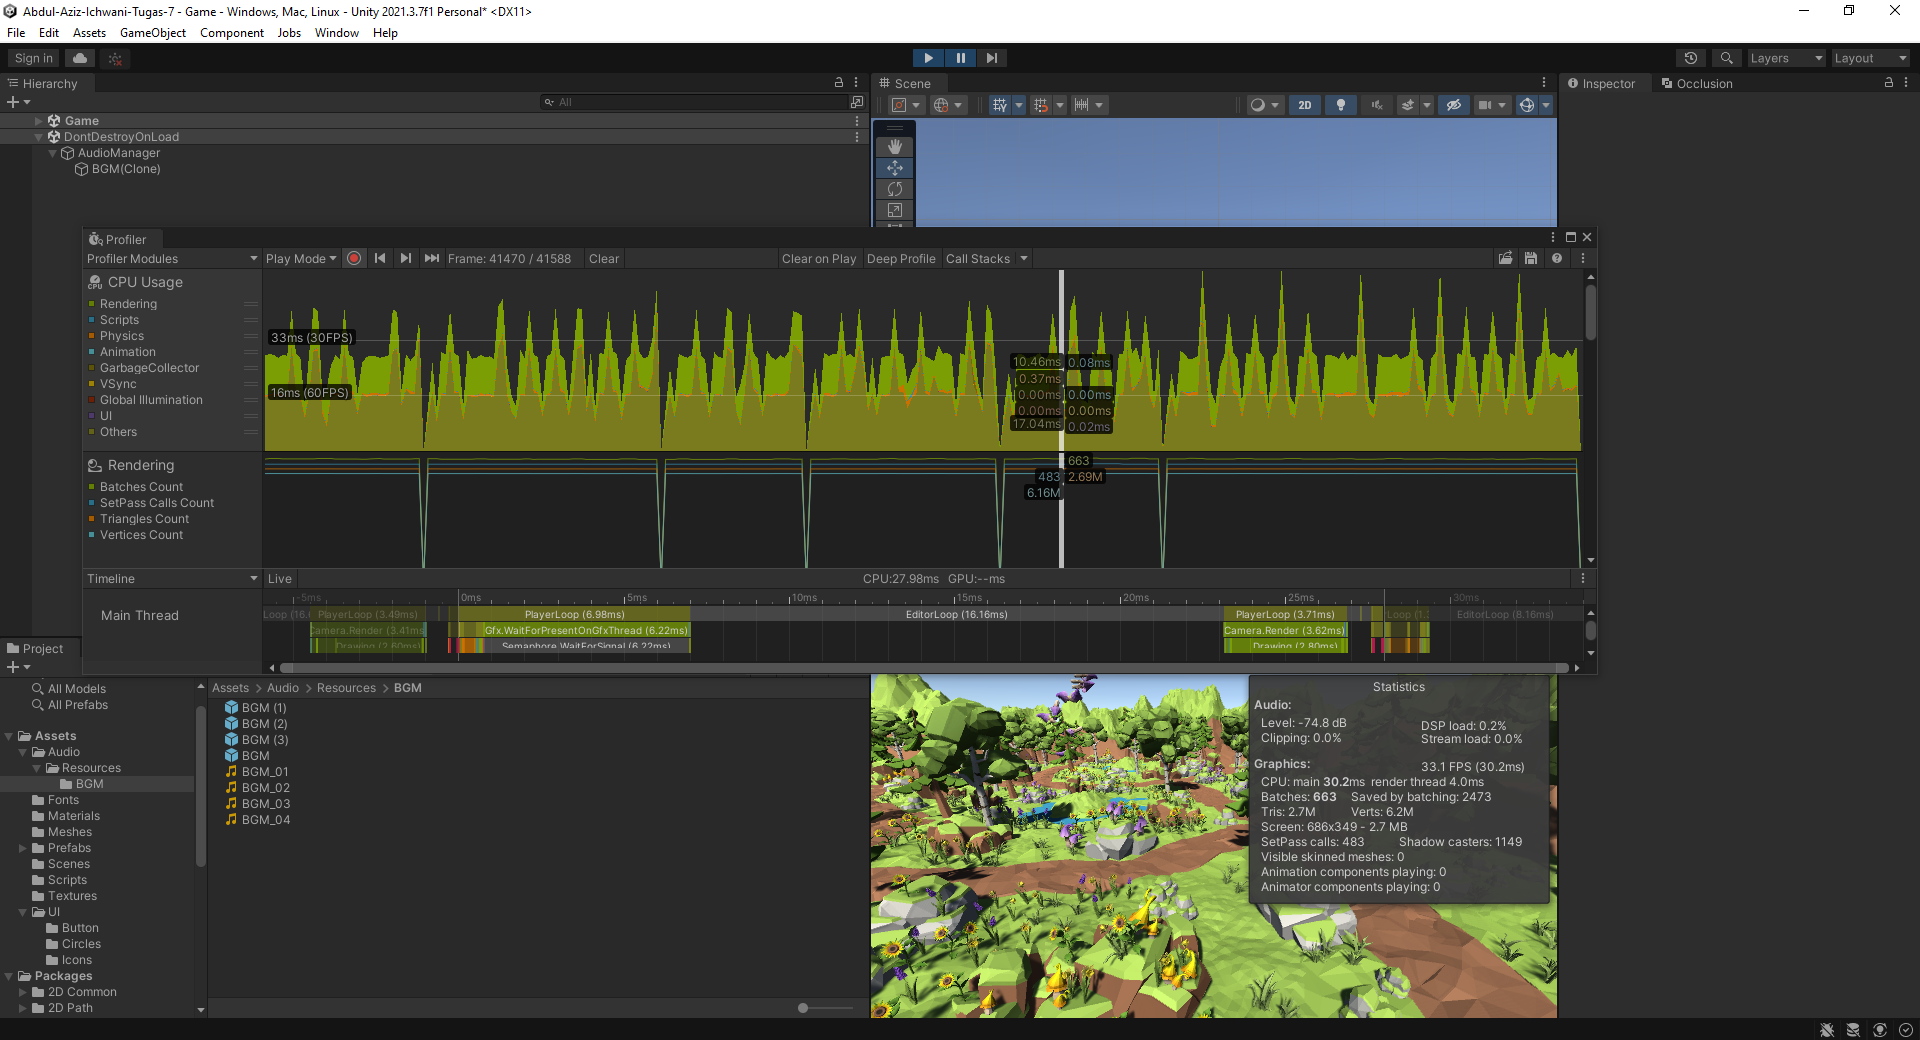 Abdul-Aziz-Ichwani-Tugas-7 - Game - Windows, Mac, Linux - Unity 2021.3.7f1 Personal* <DX11>
File Edit Assets GameObject Component Jobs Window Help
Sign in
Layers Layout
Hierarchy
All
Game
DontDestroyOnLoad
AudioManager
BGM(Clone)
Scene
2D
Inspector Occlusion
Profiler
Profiler Modules Play Mode Frame: 41470 / 41588 Clear Clear on Play Deep Profile Call Stacks
CPU Usage
Rendering
Scripts
Physics
Animation
GarbageCollector
VSync
Global Illumination
UI
Others
33ms (30FPS)
16ms (60FPS)
10.46ms 0.08ms
0.37ms
0.00ms 0.00ms
0.00ms 0.00ms
17.04ms 0.02ms
Rendering
Batches Count
SetPass Calls Count
Triangles Count
Vertices Count
663
483 2.69M
6.16M
Timeline Live CPU:27.98ms GPU:--ms
-5ms 0ms 5ms 10ms 15ms 20ms 25ms 30ms
Main Thread
PlayerLoop (3.49ms) PlayerLoop (6.98ms) EditorLoop (16.16ms) PlayerLoop (3.71ms) EditorLoop (8.16ms)
Camera.Render (3.41ms Gfx.WaitForPresentOnGfxThread (6.22ms) Camera.Render (3.62ms)
Drawing (2.60ms) Semaphore.WaitForSignal (6.22ms) Drawing (2.80ms)
Project
All Models
All Prefabs
Assets
Audio
Resources
BGM
Fonts
Materials
Meshes
Prefabs
Scenes
Scripts
Textures
UI
Button
Circles
Icons
Packages
2D Common
2D Path
Assets > Audio > Resources > BGM
BGM (1)
BGM (2)
BGM (3)
BGM
BGM_01
BGM_02
BGM_03
BGM_04
Statistics
Audio:
Level: -74.8 dB DSP load: 0.2%
Clipping: 0.0% Stream load: 0.0%
Graphics: 33.1 FPS (30.2ms)
CPU: main 30.2ms render thread 4.0ms
Batches: 663 Saved by batching: 2473
Tris: 2.7M Verts: 6.2M
Screen: 686x349 - 2.7 MB
SetPass calls: 483 Shadow casters: 1149
Visible skinned meshes: 0
Animation components playing: 0
Animator components playing: 0